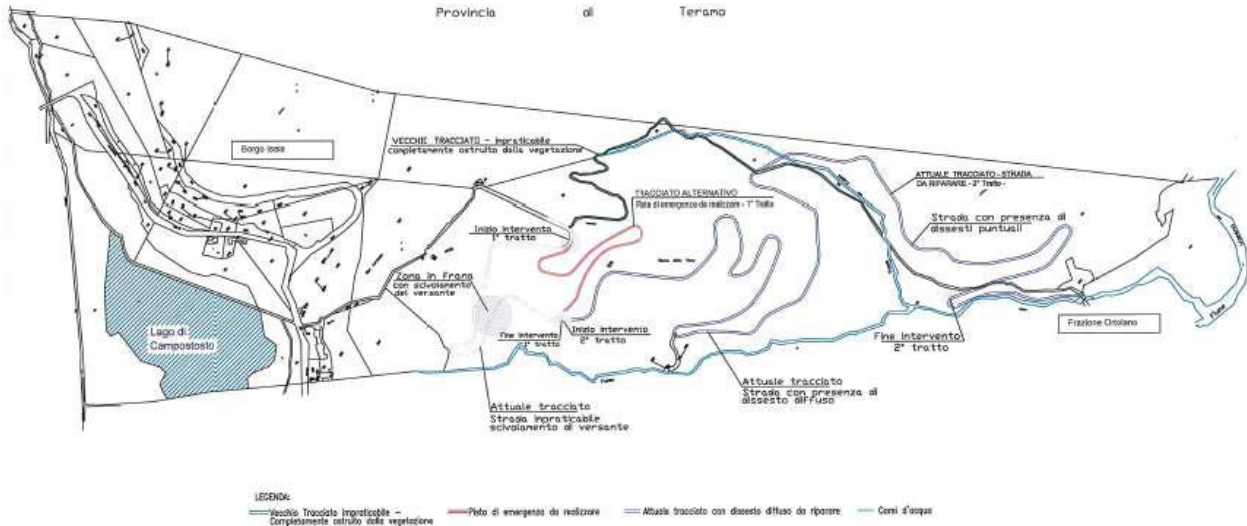 Provincia di Teramo
Borgo Isaia
VECCHIE TRACCIATO - Impraticabile
completamente ostruito dalla vegetazione
TRACCIATO ALTERNATIVO
Pista di emergenza da realizzare - 1° Tratto
ATTUALE TRACCIATO - STRADA
DA RIPARARE - 2° Tratto -
Strada con presenza di
dissesti puntuali
Inizio intervento
1° tratto
Zona in Frana
con scivolamento
del versante
Lago di
Campostosto
Fine Intervento
1° tratto
Inizio intervento
2° tratto
Fine Intervento
2° tratto
Frazione Ortolano
Attuale tracciato
Strada con presenza di
dissesto diffuso
Attuale tracciato
Strada impraticabile
scivolamento di versante
LEGENDA:
Vecchio Tracciato impraticabile -
Completamente ostruito dalla vegetazione
Pista di emergenza da realizzare
Attuale tracciato con dissesto diffuso da riparare
Corsi d'acqua